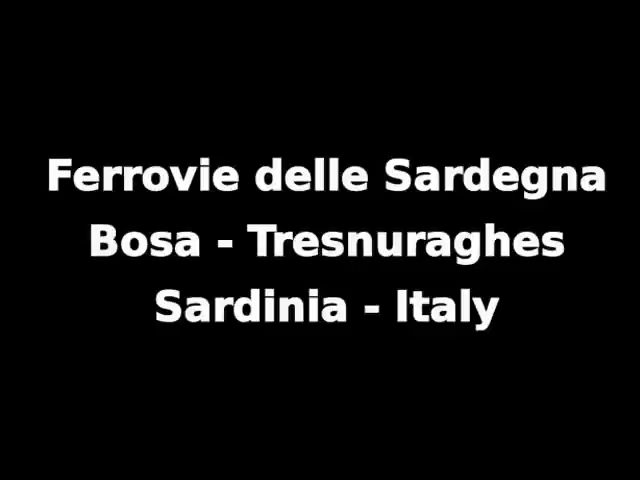 Ferrovie delle Sardegna
Bosa - Tresnuraghes
Sardinia - Italy